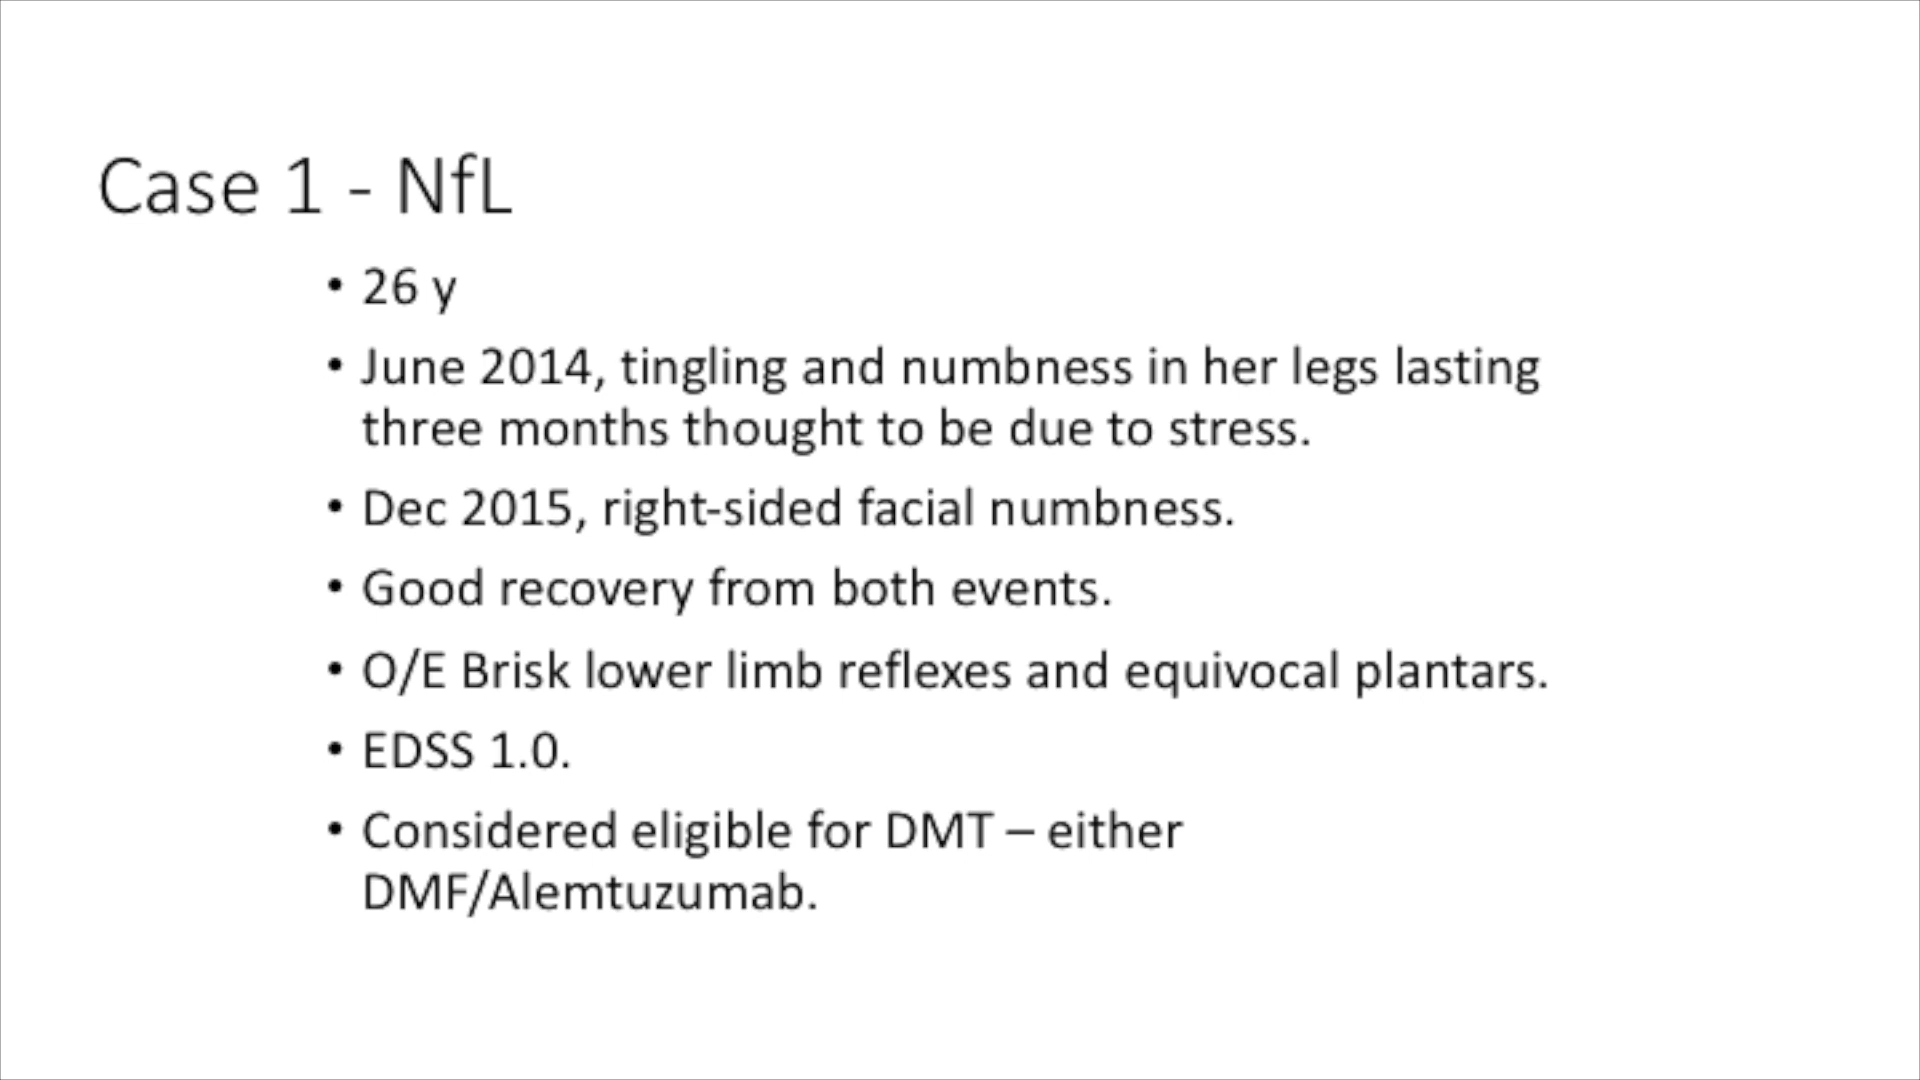 Case 1 - NfL
• 26 y
• June 2014, tingling and numbness in her legs lasting
three months thought to be due to stress.
• Dec 2015, right-sided facial numbness.
• Good recovery from both events.
• O/E Brisk lower limb reflexes and equivocal plantars.
• EDSS 1.0.
• Considered eligible for DMT – either
DMF/Alemtuzumab.